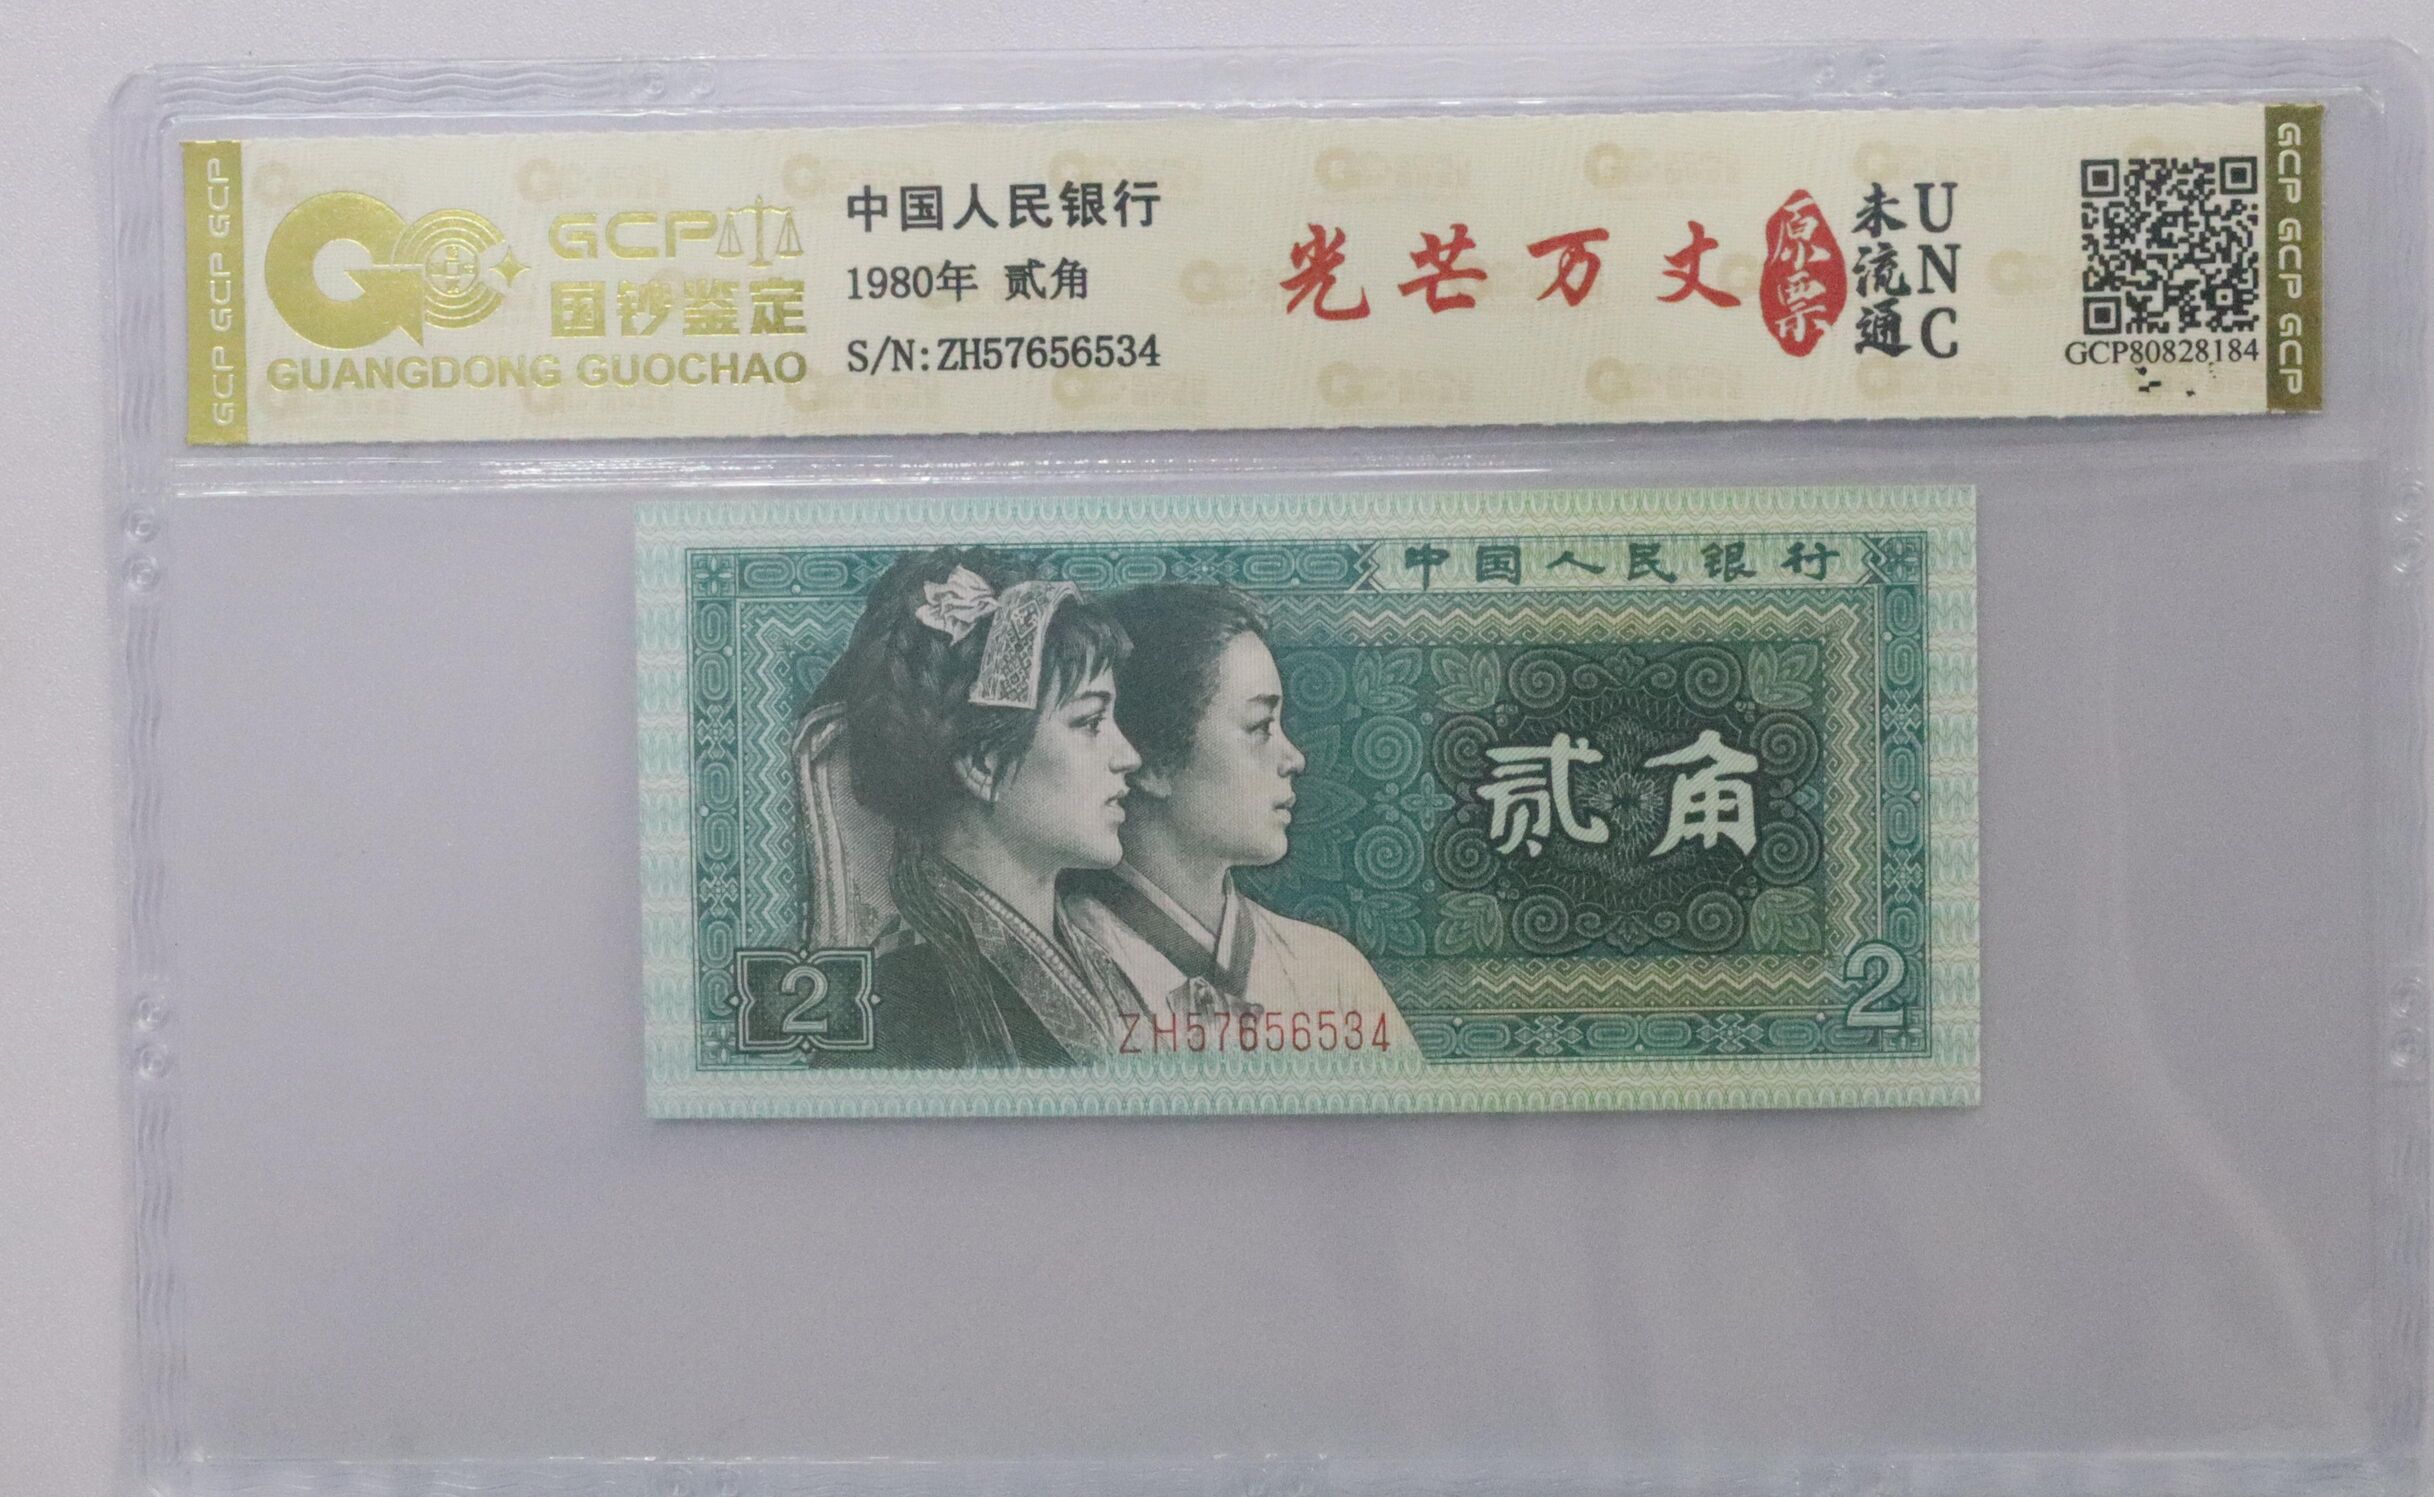 GCP GCP GCP
GCP
国钞鉴定
GUANGDONG GUOCHAO
中国人民银行
1980年 贰角
S/N:ZH57656534
光芒万丈
原票
未流通
UNC
GCP80828184
GCP GCP GCP
中国人民银行
贰角
2
2
ZH57656534